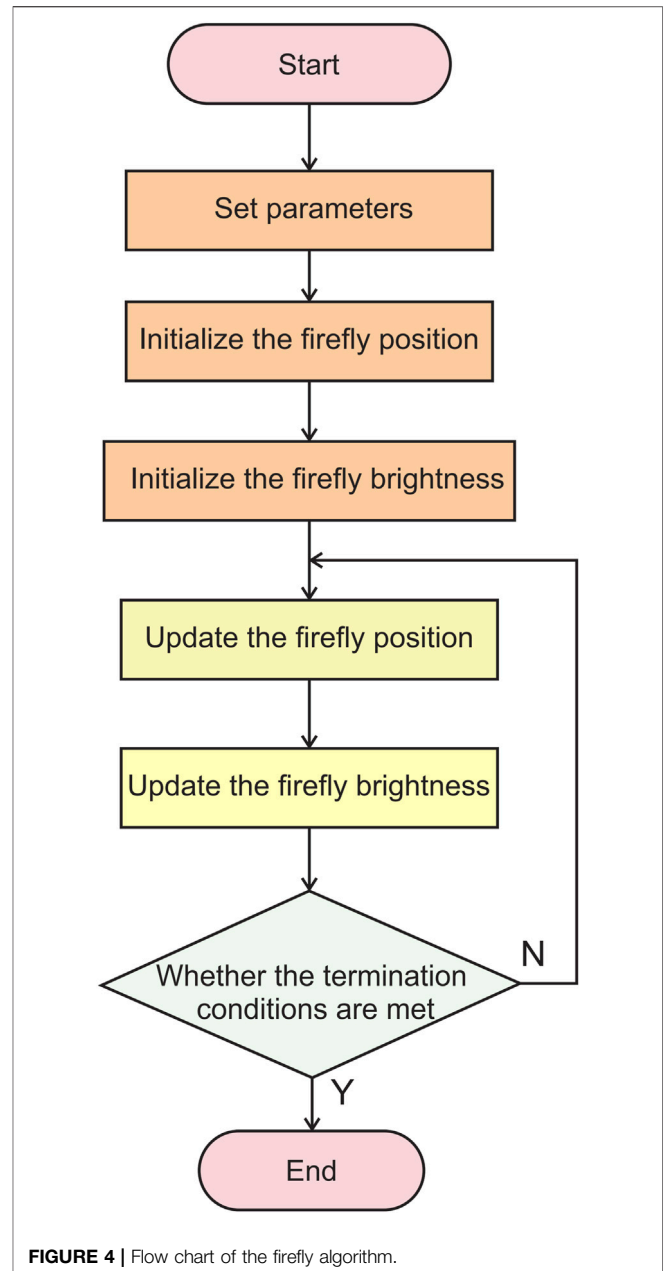 Start
Set parameters
Initialize the firefly position
Initialize the firefly brightness
Update the firefly position
Update the firefly brightness
Whether the termination
conditions are met
N
Y
End
FIGURE 4 | Flow chart of the firefly algorithm.